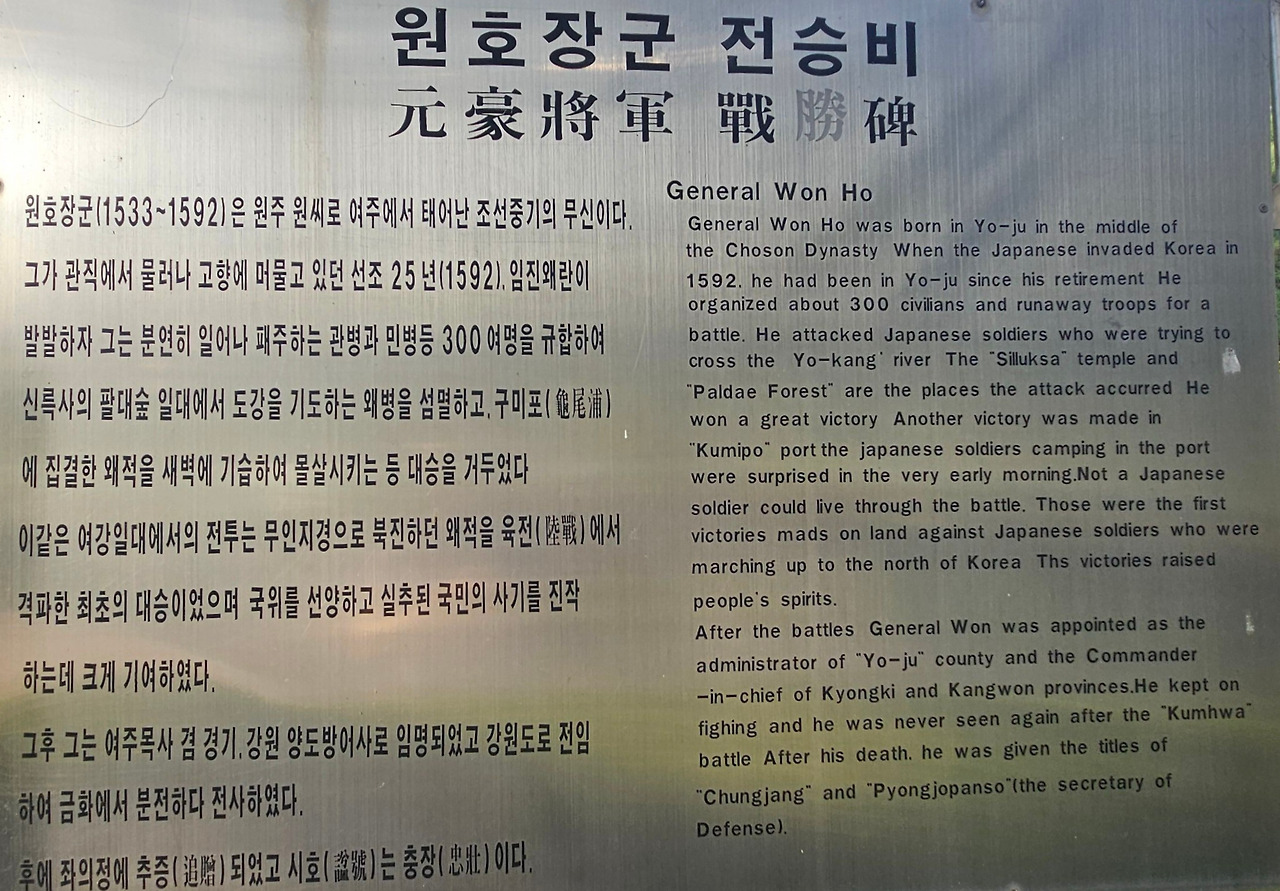 원호장군 전승비
元豪將軍 戰勝碑
원호장군(1533~1592)은 원주 원씨로 여주에서 태어난 조선중기의 무신이다.
그가 관직에서 물러나 고향에 머물고 있던 선조 25년(1592). 임진왜란이
발발하자 그는 분연히 일어나 패주하는 관병과 민병등 300여명을 규합하여
신륵사의 팔대숲 일대에서 도강을 기도하는 왜병을 섬멸하고, 구미포(龜尾浦)
에 집결한 왜적을 새벽에 기습하여 몰살시키는 등 대승을 거두었다
이같은 여강일대에서의 전투는 무인지경으로 북진하던 왜적을 육전(陸戰)에서
격파한 최초의 대승이었으며 국위를 선양하고 실추된 국민의 사기를 진작
하는데 크게 기여하였다.
그후 그는 여주목사 겸 경기.강원 양도방어사로 임명되었고 강원도로 전임
하여 금화에서 분전하다 전사하였다.
후에 좌의정에 추증(追贈)되었고 시호(諡號)는 충장(忠壯)이다.
General Won Ho
General Won Ho was born in Yo-ju in the middle of
the Choson Dynasty When the Japanese invaded Korea in
1592. he had been in Yo-ju since his retirement He
organized about 300 civilians and runaway troops for a
battle. He attacked Japanese soldiers who were trying to
cross the Yo-kang' river The "Silluksa" temple and
"Paldae Forest" are the places the attack accurred He
won a great victory Another victory was made in
"Kumipo" port the japanese soldiers camping in the port
were surprised in the very early morning.Not a Japanese
soldier could live through the battle. Those were the first
victories mads on land against Japanese soldiers who were
marching up to the north of Korea Ths victories raised
people's spirits.
After the battles General Won was appointed as the
administrator of "Yo-ju" county and the Commander
-in-chief of Kyongki and Kangwon provinces.He kept on
fighing and he was never seen again after the "Kumhwa"
battle After his death. he was given the titles of
"Chungjang" and "Pyongjopanso"(the secretary of
Defense).